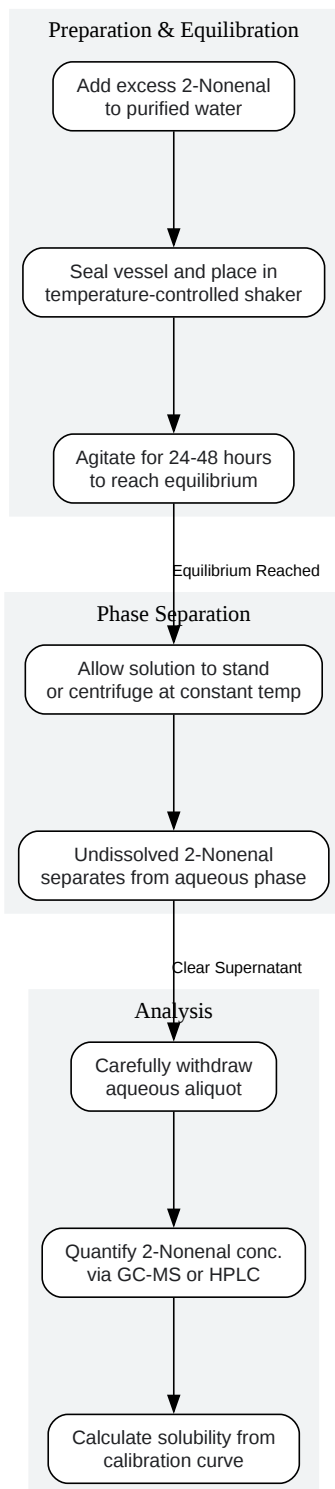 Preparation & Equilibration
Add excess 2-Nonenal
to purified water
Seal vessel and place in
temperature-controlled shaker
Agitate for 24-48 hours
to reach equilibrium
Equilibrium Reached
Phase Separation
Allow solution to stand
or centrifuge at constant temp
Undissolved 2-Nonenal
separates from aqueous phase
Clear Supernatant
Analysis
Carefully withdraw
aqueous aliquot
Quantify 2-Nonenal conc.
via GC-MS or HPLC
Calculate solubility from
calibration curve